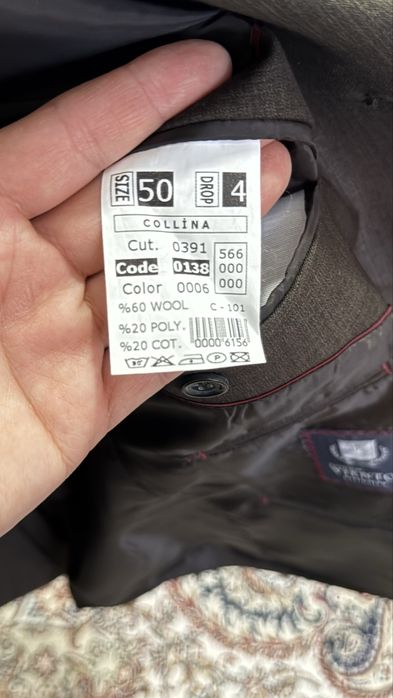 SIZE 50 DROP 4
COLLİNA
Cut. 0391 566
Code 0138 000
Color 0006 000
%60 WOOL C-101
%20 POLY.
%20 COT. 0000 6156